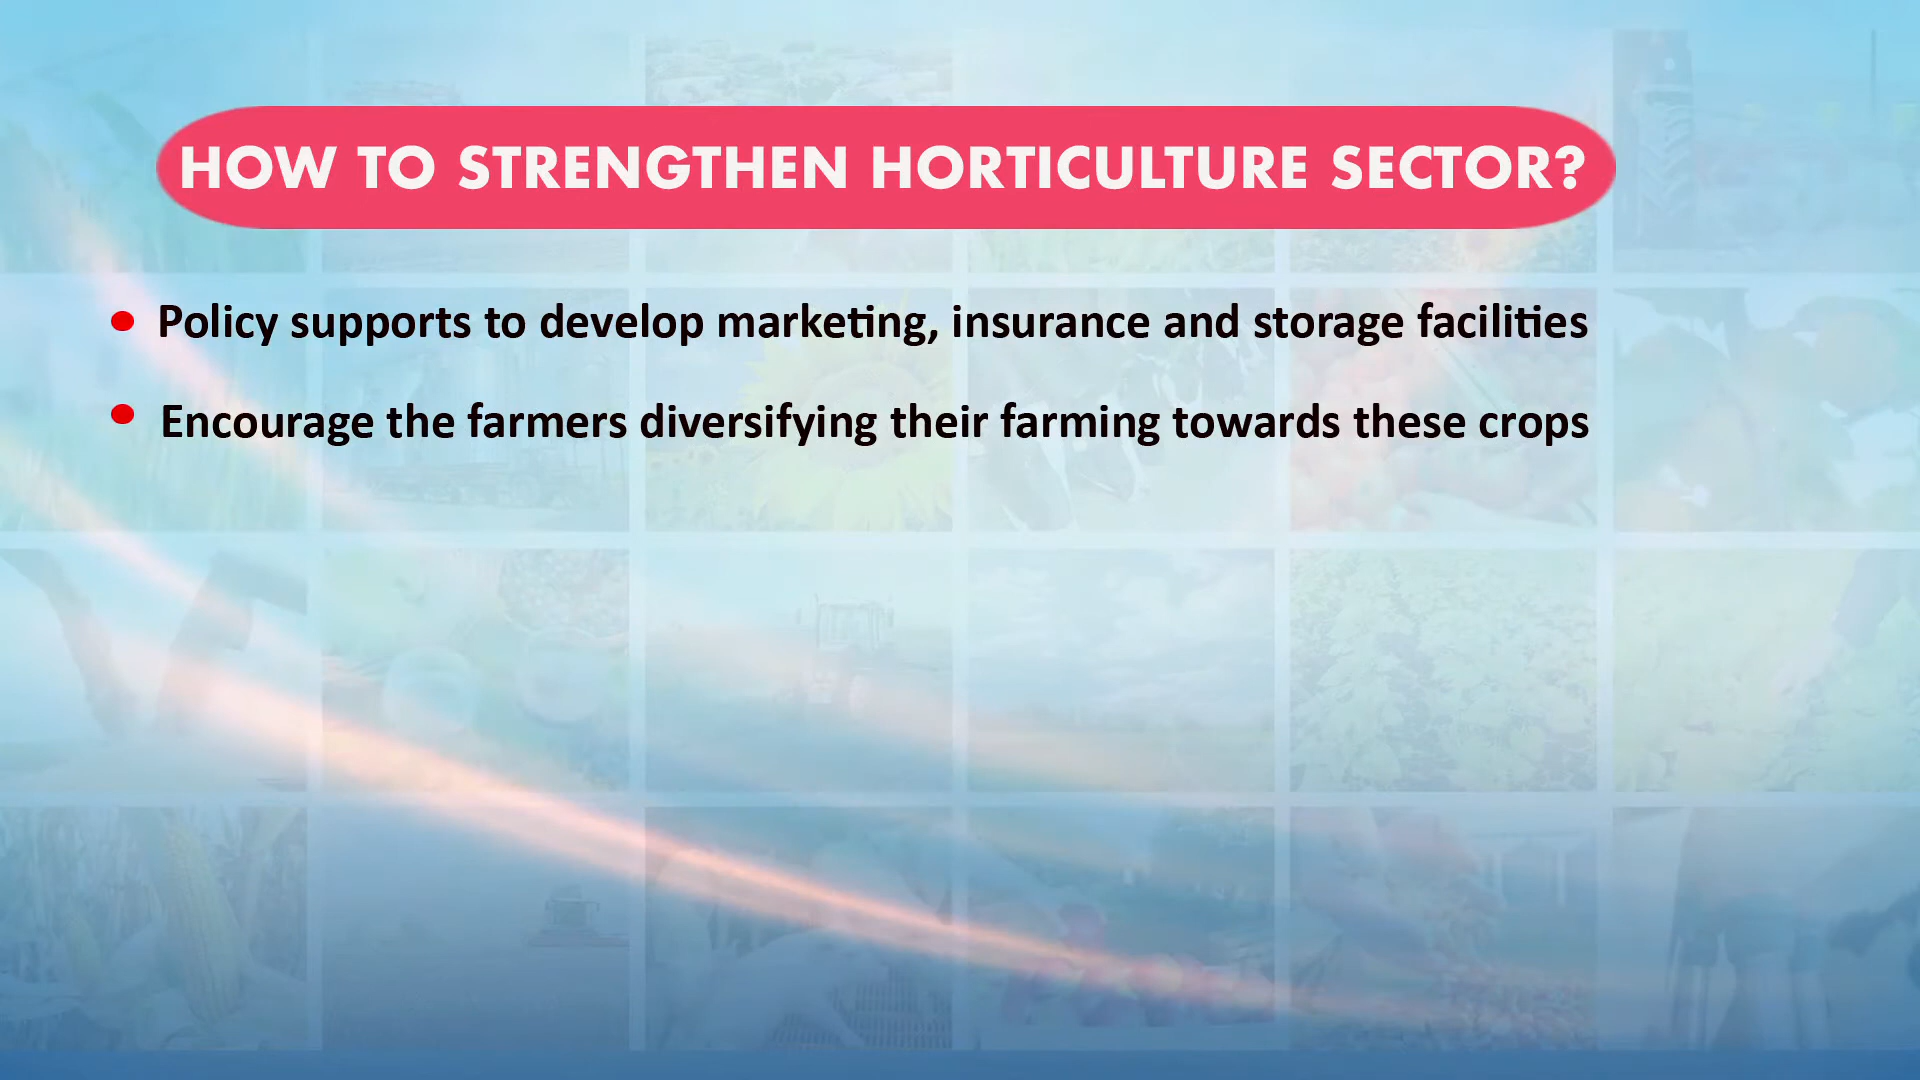 HOW TO STRENGTHEN HORTICULTURE SECTOR?
Policy supports to develop marketing, insurance and storage facilities
Encourage the farmers diversifying their farming towards these crops